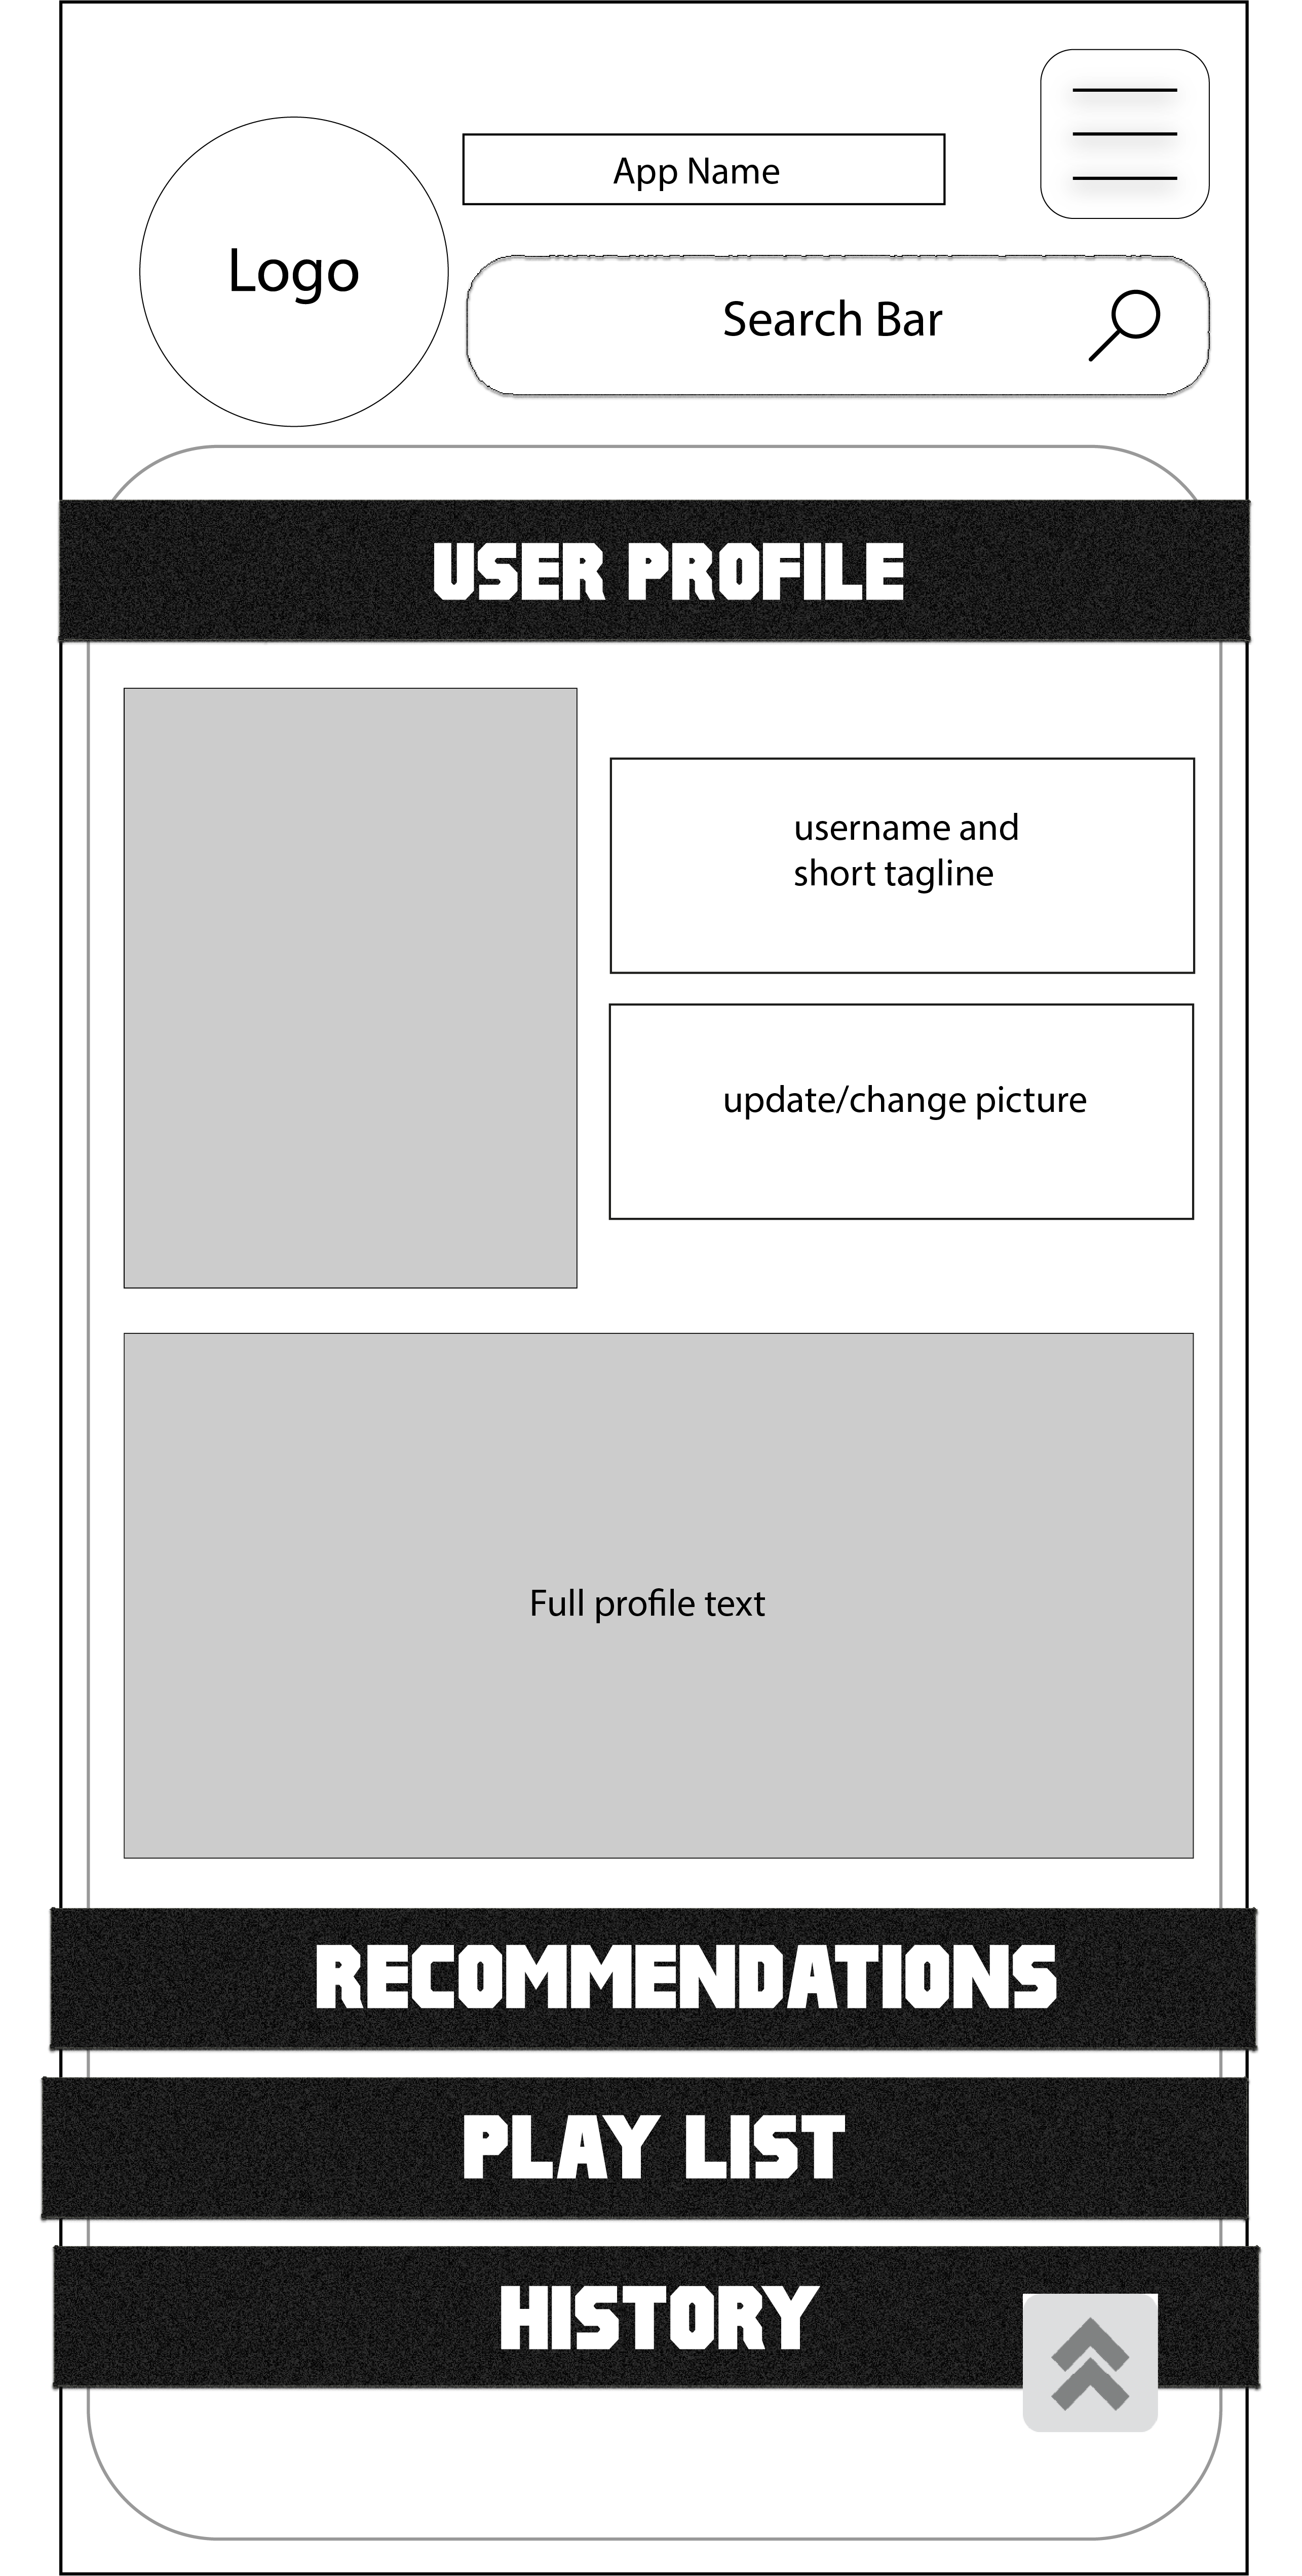 App Name
Logo
Search Bar
USER PROFILE
username and
short tagline
update/change picture
Full profile text
RECOMMENDATIONS
PLAY LIST
HISTORY